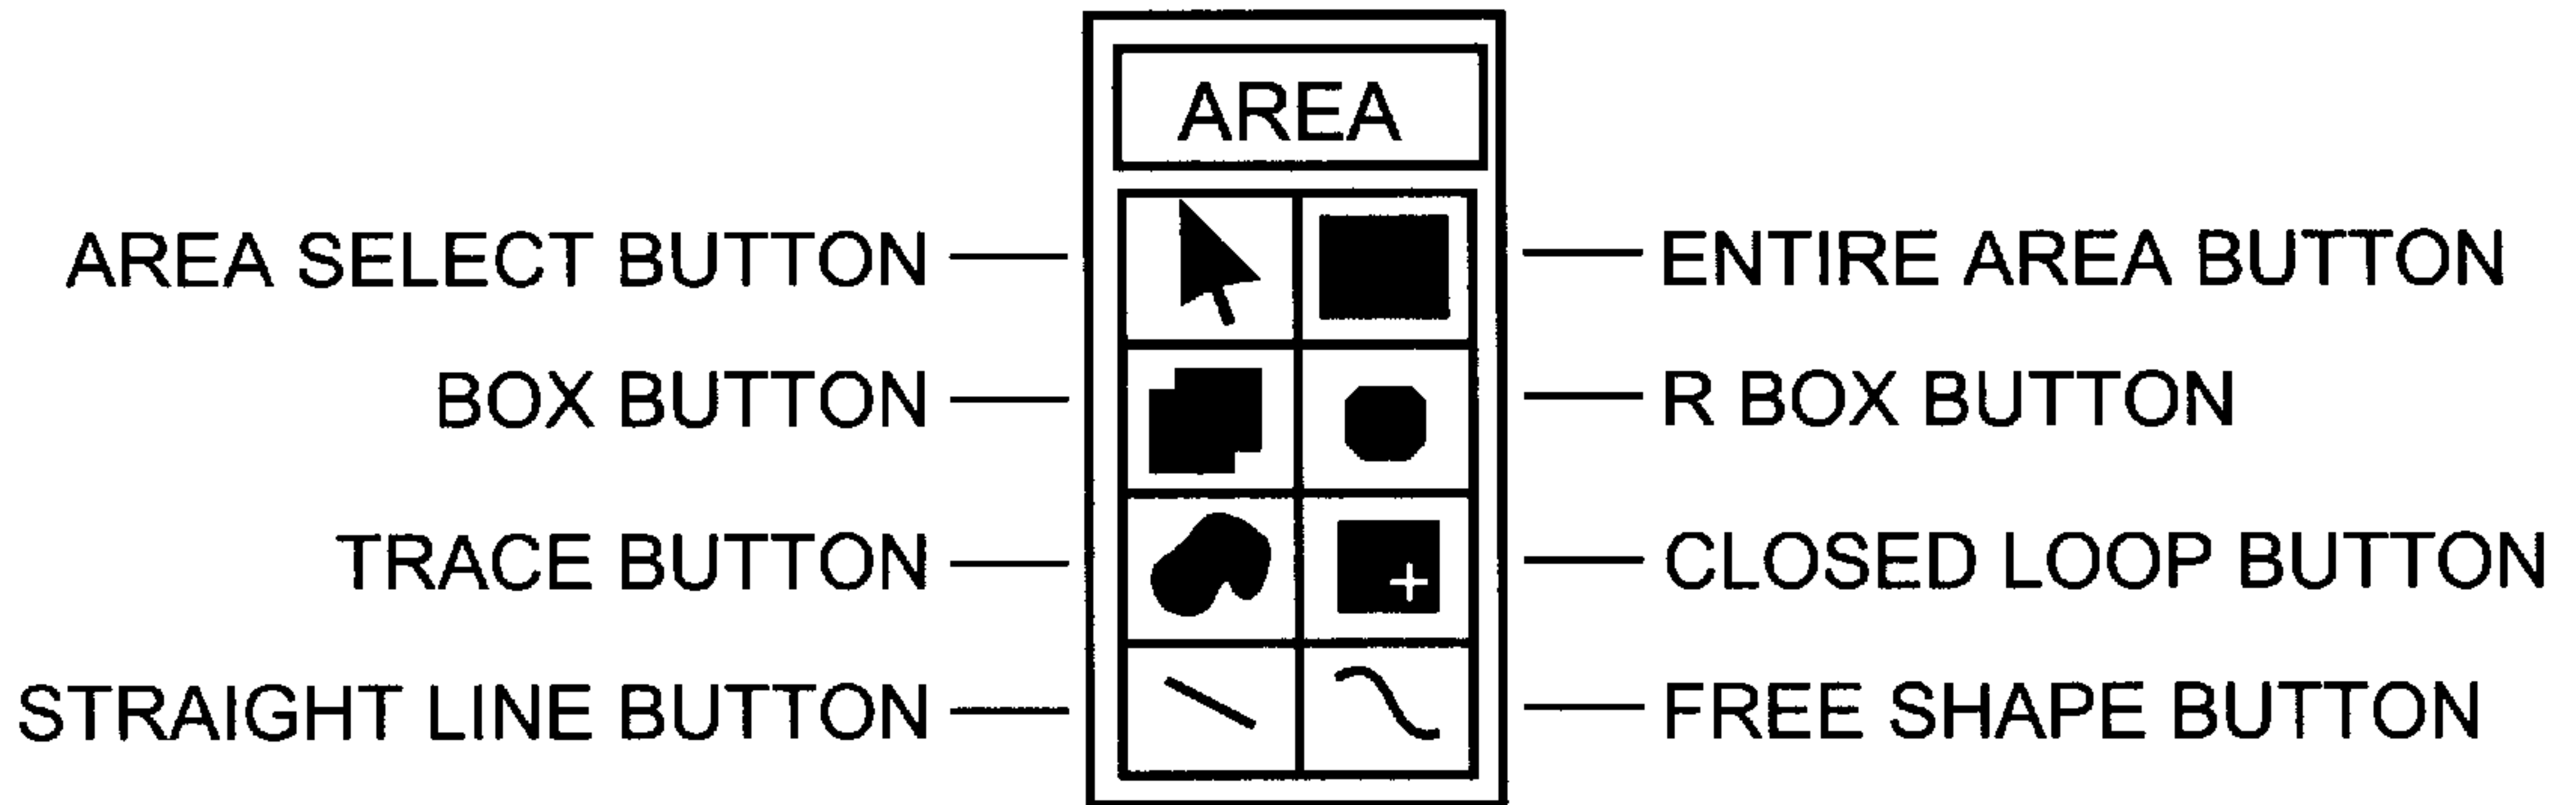 AREA
AREA SELECT BUTTON
ENTIRE AREA BUTTON
BOX BUTTON
R BOX BUTTON
TRACE BUTTON
CLOSED LOOP BUTTON
STRAIGHT LINE BUTTON
FREE SHAPE BUTTON